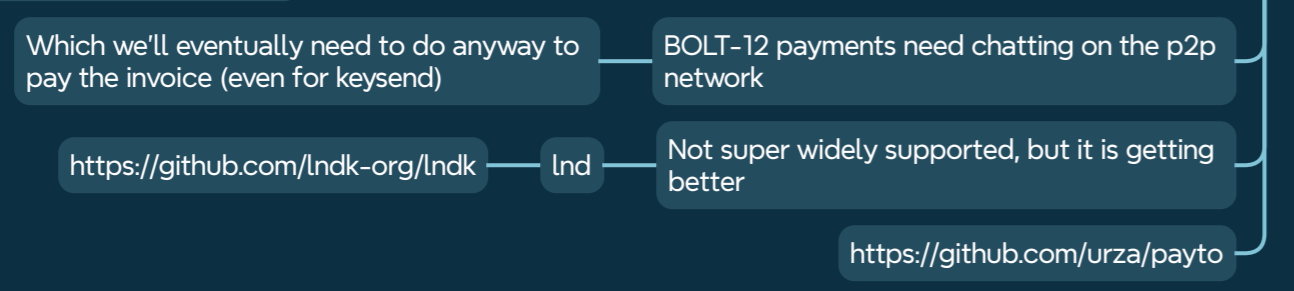 Which we'll eventually need to do anyway to
pay the invoice (even for keysend)
BOLT-12 payments need chatting on the p2p
network
https://github.com/lndk-org/lndk
lnd
Not super widely supported, but it is getting
better
https://github.com/urza/payto